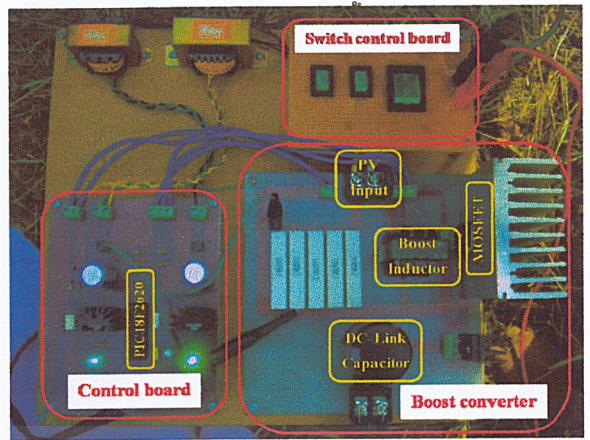 Switch control board
PV
Input
MOSFET
Boost
Inductor
PIC18F2620
DC-Link
Capacitor
Control board
Boost converter